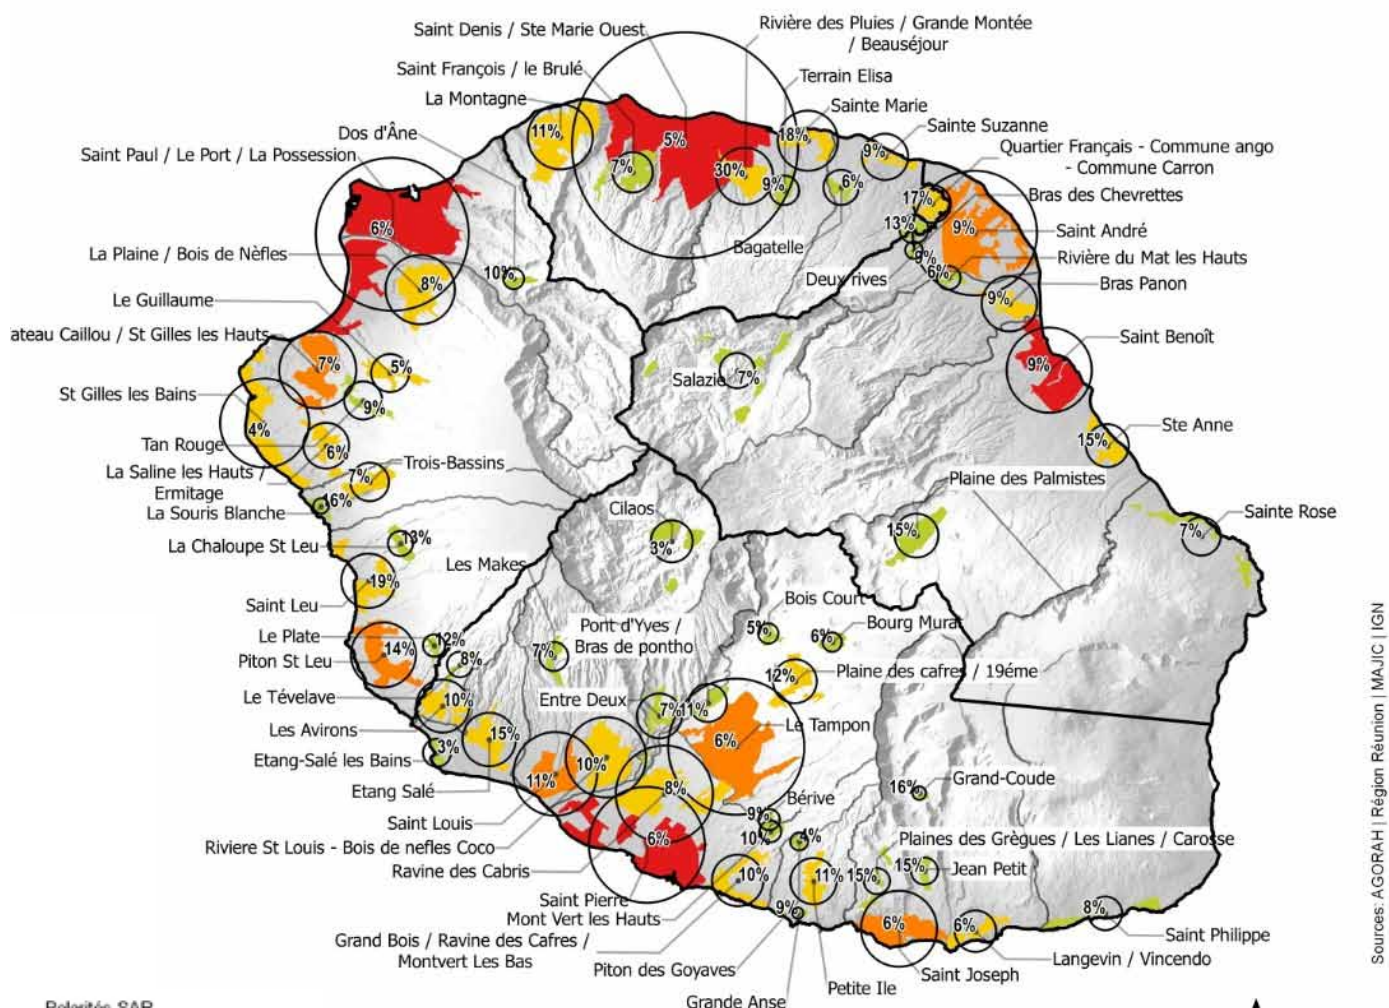 Saint Denis / Ste Marie Ouest
Rivière des Pluies / Grande Montée
/ Beauséjour
Saint François / le Brulé
Terrain Elisa
La Montagne
Sainte Marie
Dos d'Âne
Sainte Suzanne
Saint Paul / Le Port / La Possession
Quartier Français - Commune ango
- Commune Carron
11%
5%
18%
9%
7%
30%
9%
6%
Bras des Chevrettes
17%
13%
9%
Saint André
6%
Bagatelle
La Plaine / Bois de Nèfles
10%
Deux rives
9%
6%
Rivière du Mat les Hauts
8%
Bras Panon
Le Guillaume
9%
ateau Caillou / St Gilles les Hauts
Saint Benoît
7%
5%
Salazie
7%
9%
St Gilles les Bains
9%
4%
Ste Anne
Tan Rouge
6%
15%
La Saline les Hauts /
Ermitage
7%
Trois-Bassins
Plaine des Palmistes
16%
La Souris Blanche
Cilaos
Sainte Rose
15%
7%
La Chaloupe St Leu
13%
3%
Les Makes
19%
Saint Leu
Bois Court
Le Plate
12%
Pont d'Yves /
Bras de pontho
5%
6%
Bourg Murat
Piton St Leu
14%
8%
7%
12%
Plaine des cafres / 19éme
Le Tévelave
10%
Entre Deux
7%
11%
Les Avirons
15%
Le Tampon
6%
Etang-Salé les Bains
3%
10%
Etang Salé
11%
8%
16%
Grand-Coude
Saint Louis
9%
Bérive
Riviere St Louis - Bois de nefles Coco
6%
10%
4%
Plaines des Grègues / Les Lianes / Carosse
Ravine des Cabris
10%
11%
15%
15%
Jean Petit
Saint Pierre
Mont Vert les Hauts
9%
6%
6%
8%
Grand Bois / Ravine des Cafres /
Montvert Les Bas
Saint Philippe
Piton des Goyaves
Langevin / Vincendo
Saint Joseph
Petite Ile
Grande Anse
Sources: AGORAH | Région Réunion | MAJIC | IGN